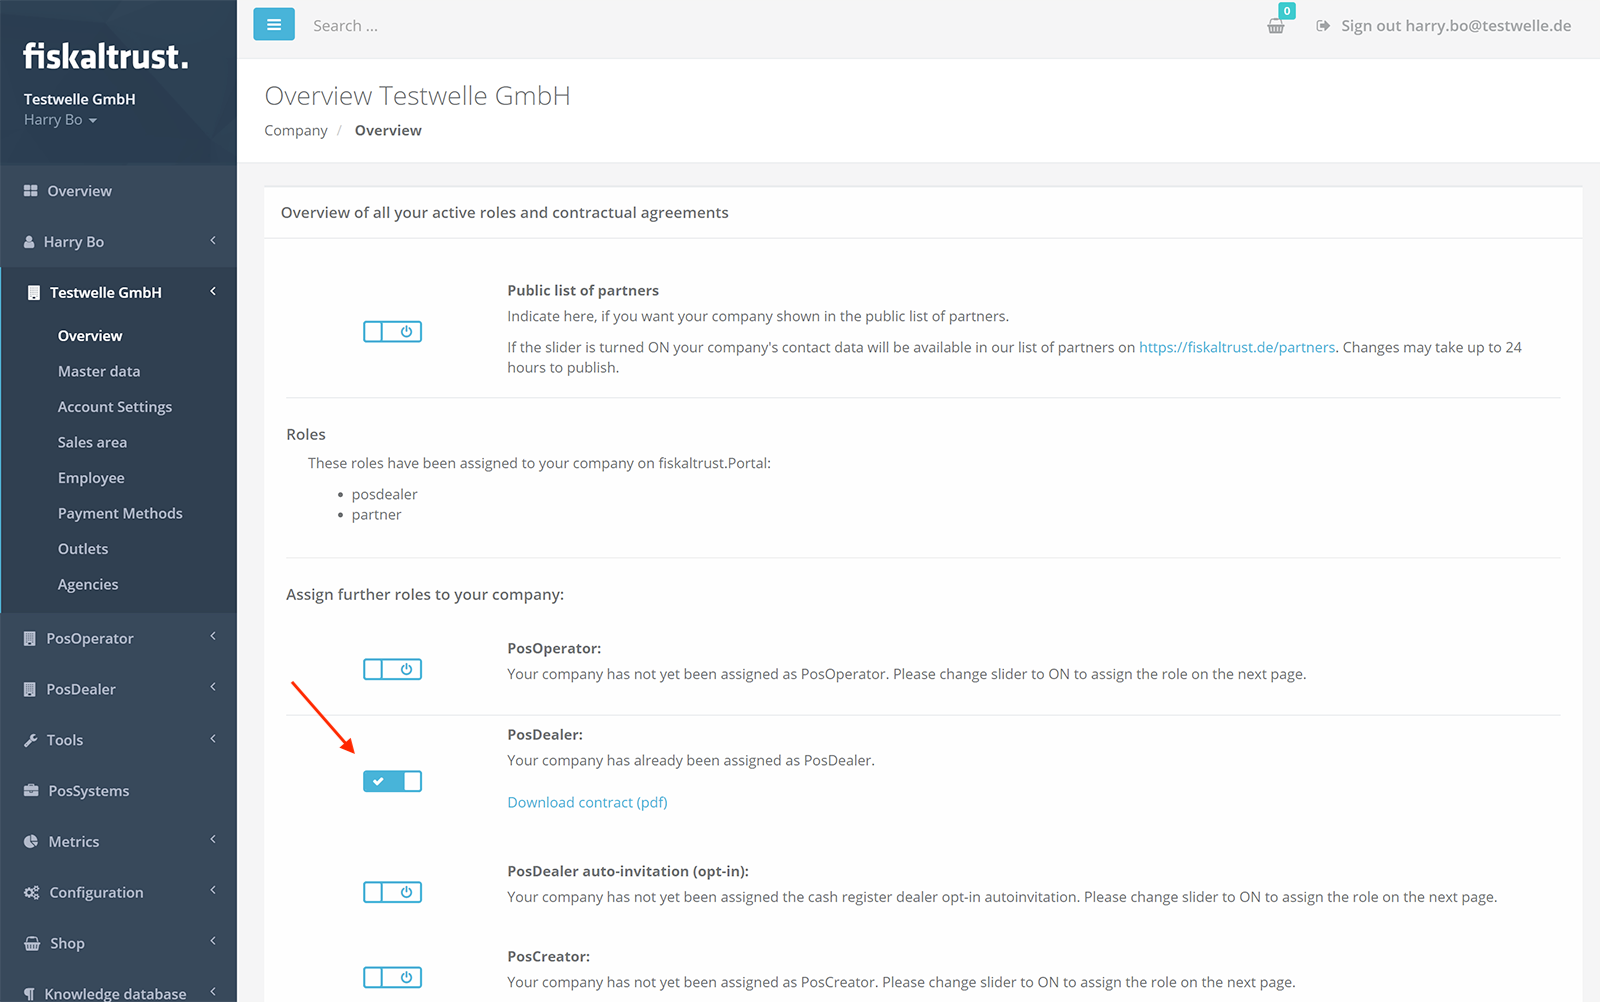 fiskaltrust.
Testwelle GmbH
Harry Bo
Overview
Harry Bo
Testwelle GmbH
Overview
Master data
Account Settings
Sales area
Employee
Payment Methods
Outlets
Agencies
PosOperator
PosDealer
Tools
PosSystems
Metrics
Configuration
Shop
Knowledge database
Search ...
0
Sign out harry.bo@testwelle.de
Overview Testwelle GmbH
Company / Overview
Overview of all your active roles and contractual agreements
Public list of partners
Indicate here, if you want your company shown in the public list of partners.
If the slider is turned ON your company's contact data will be available in our list of partners on https://fiskaltrust.de/partners. Changes may take up to 24
hours to publish.
Roles
These roles have been assigned to your company on fiskaltrust.Portal:
• posdealer
• partner
Assign further roles to your company:
PosOperator:
Your company has not yet been assigned as PosOperator. Please change slider to ON to assign the role on the next page.
PosDealer:
Your company has already been assigned as PosDealer.
Download contract (pdf)
PosDealer auto-invitation (opt-in):
Your company has not yet been assigned the cash register dealer opt-in autoinvitation. Please change slider to ON to assign the role on the next page.
PosCreator:
Your company has not yet been assigned as PosCreator. Please change slider to ON to assign the role on the next page.